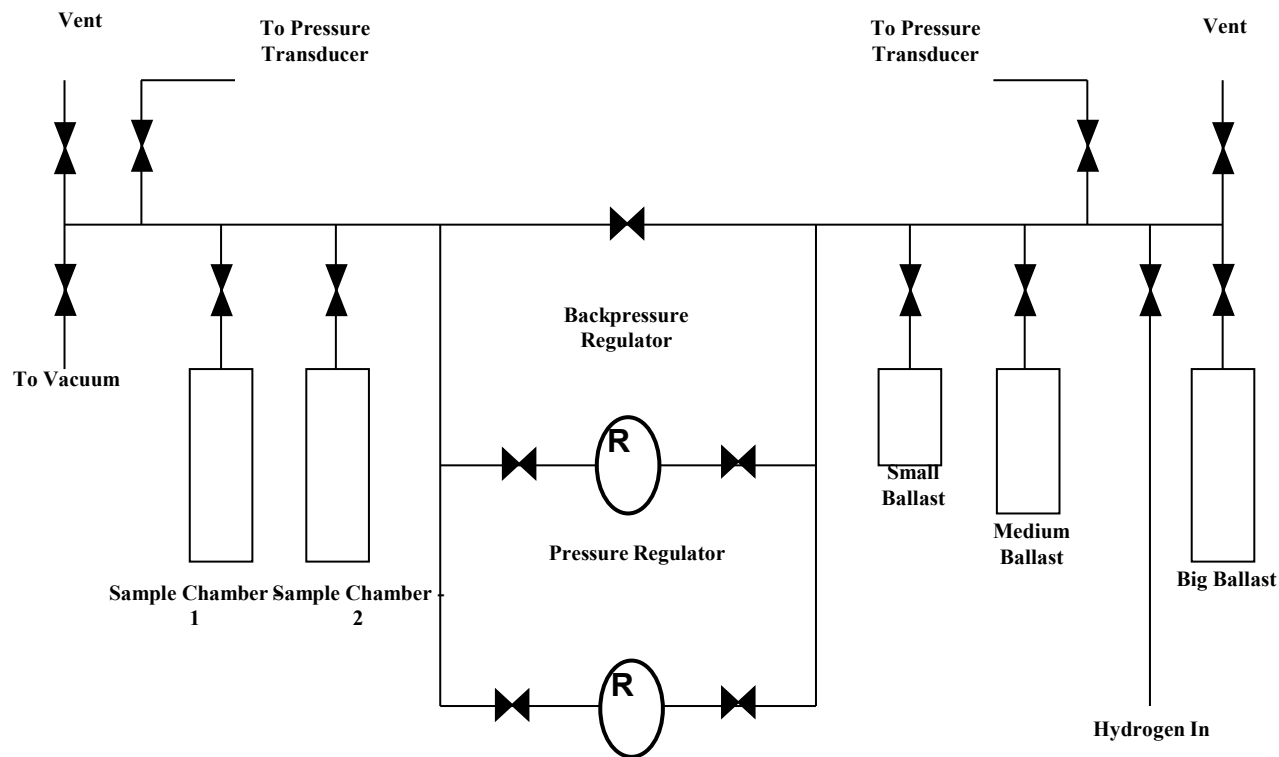 Vent
To Pressure
Transducer
To Pressure
Transducer
Vent
Backpressure
Regulator
To Vacuum
R
Small
Ballast
Medium
Ballast
Pressure Regulator
Big Ballast
Sample Chamber -
1
Sample Chamber -
2
R
Hydrogen In